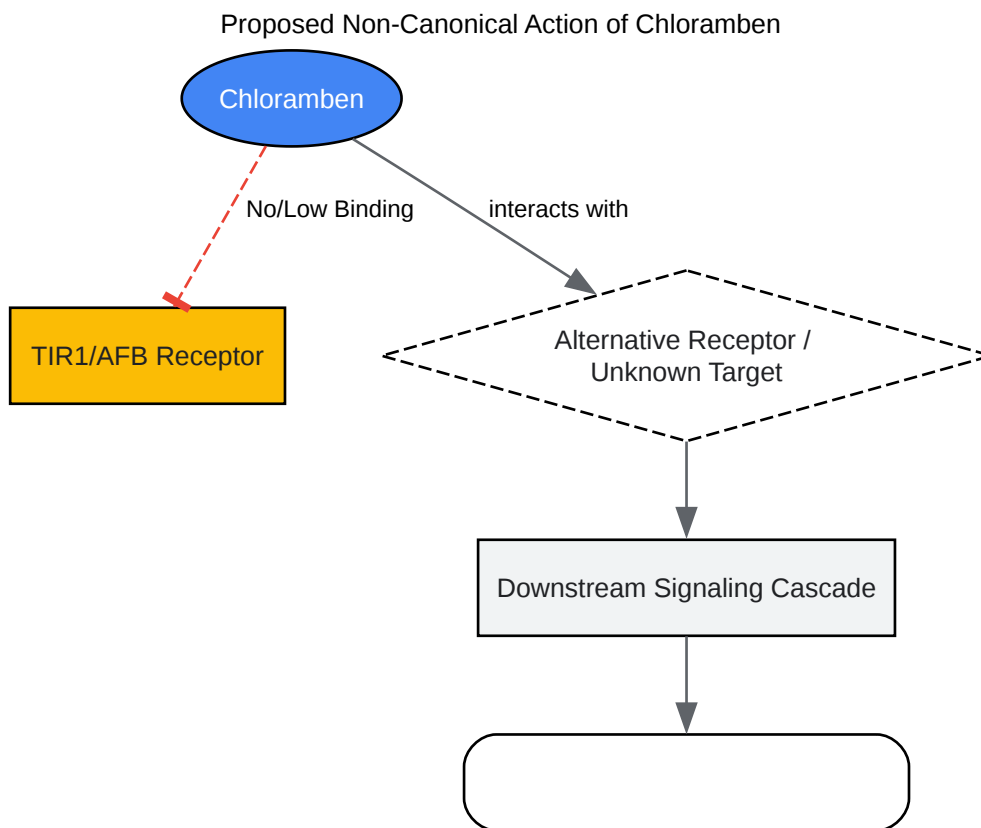 Proposed Non-Canonical Action of Chloramben
Chloramben
No/Low Binding
interacts with
TIR1/AFB Receptor
Alternative Receptor /
Unknown Target
Downstream Signaling Cascade